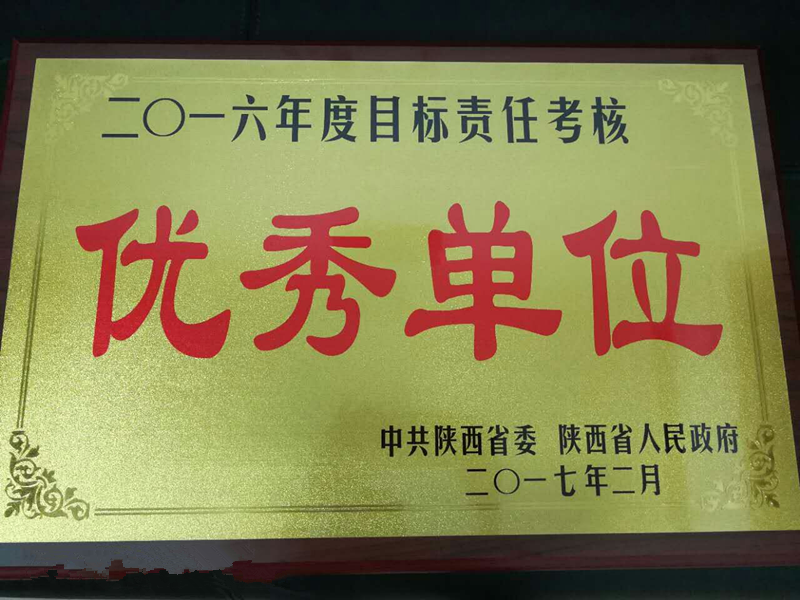 二〇一六年度目标责任考核
优秀单位
中共陕西省委 陕西省人民政府
二〇一七年二月